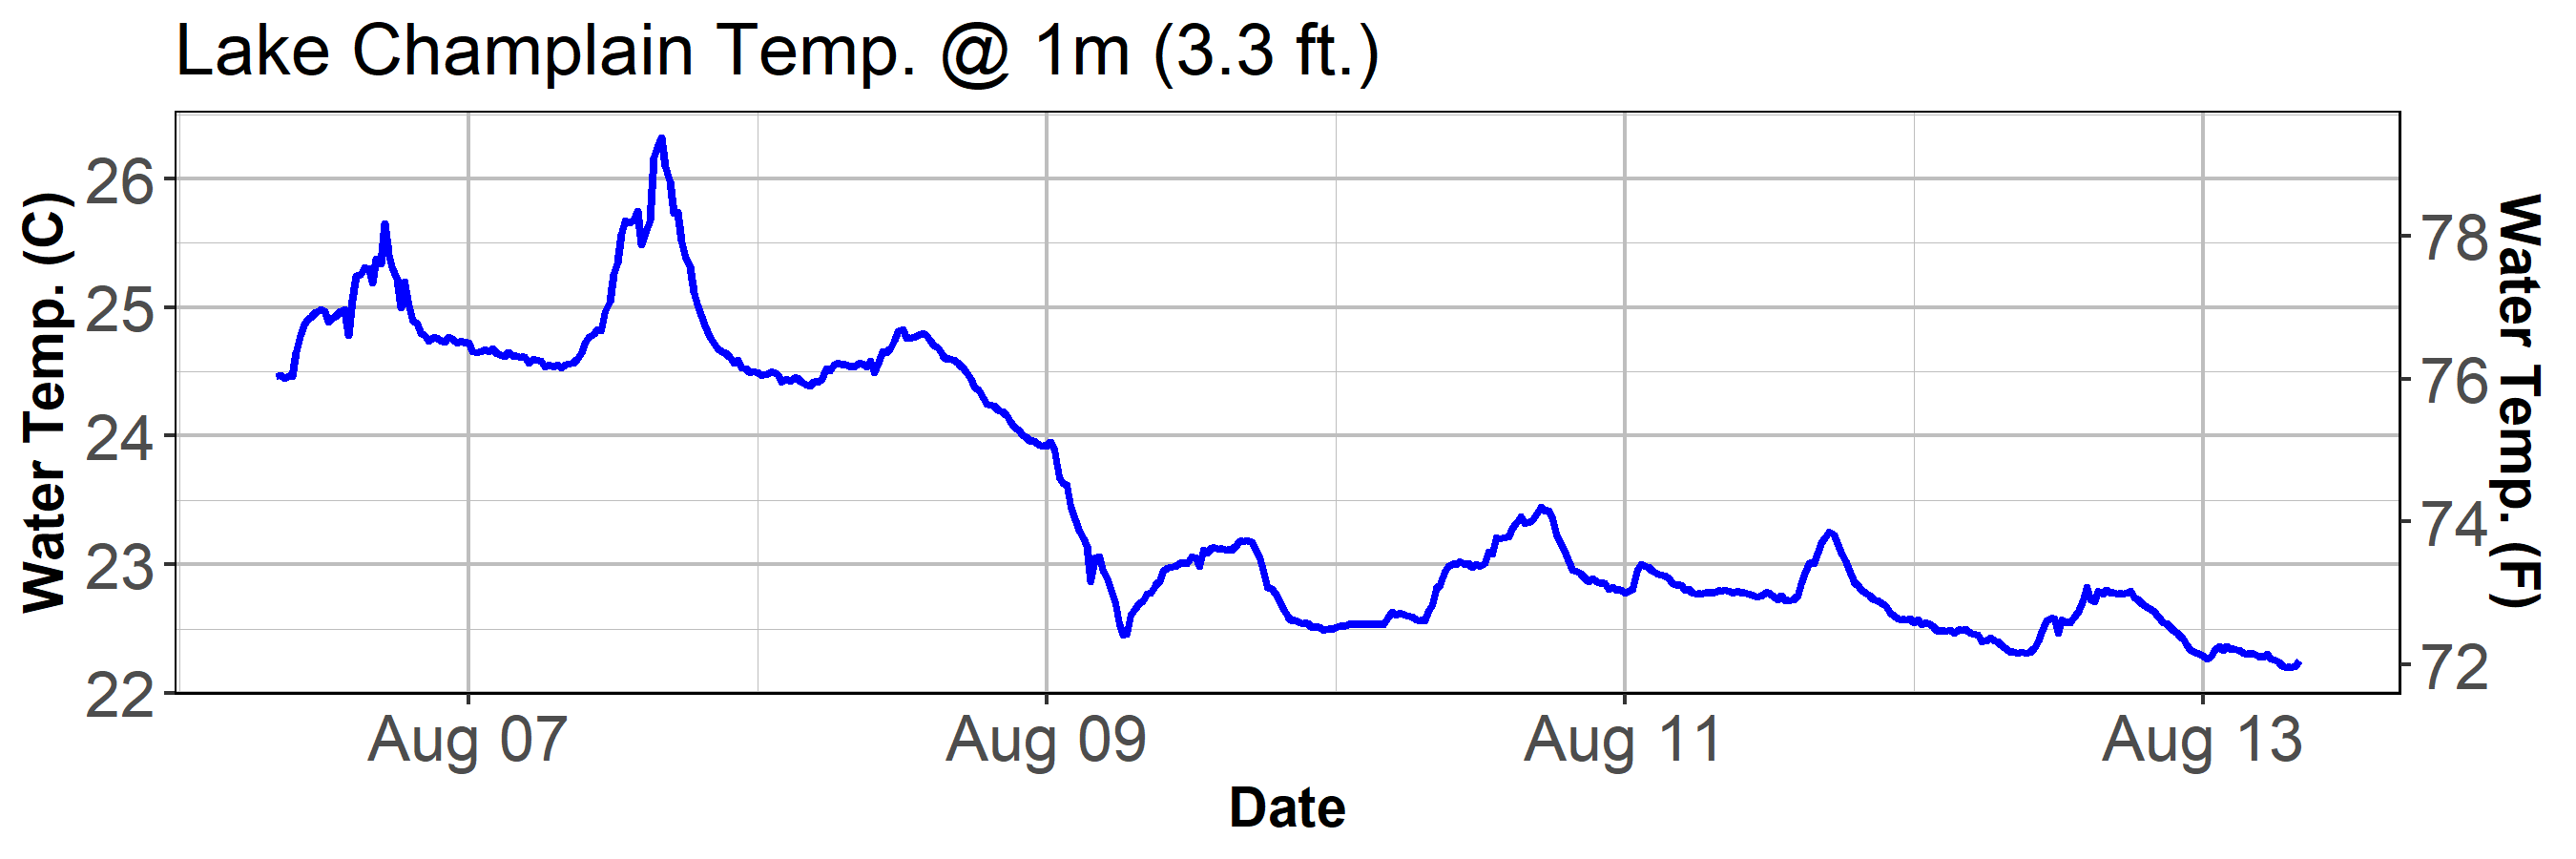 Lake Champlain Temp. @ 1m (3.3 ft.)
Water Temp. (C)
26
25
24
23
22
78
76
74
72
Water Temp. (F)
Aug 07
Aug 09
Aug 11
Aug 13
Date